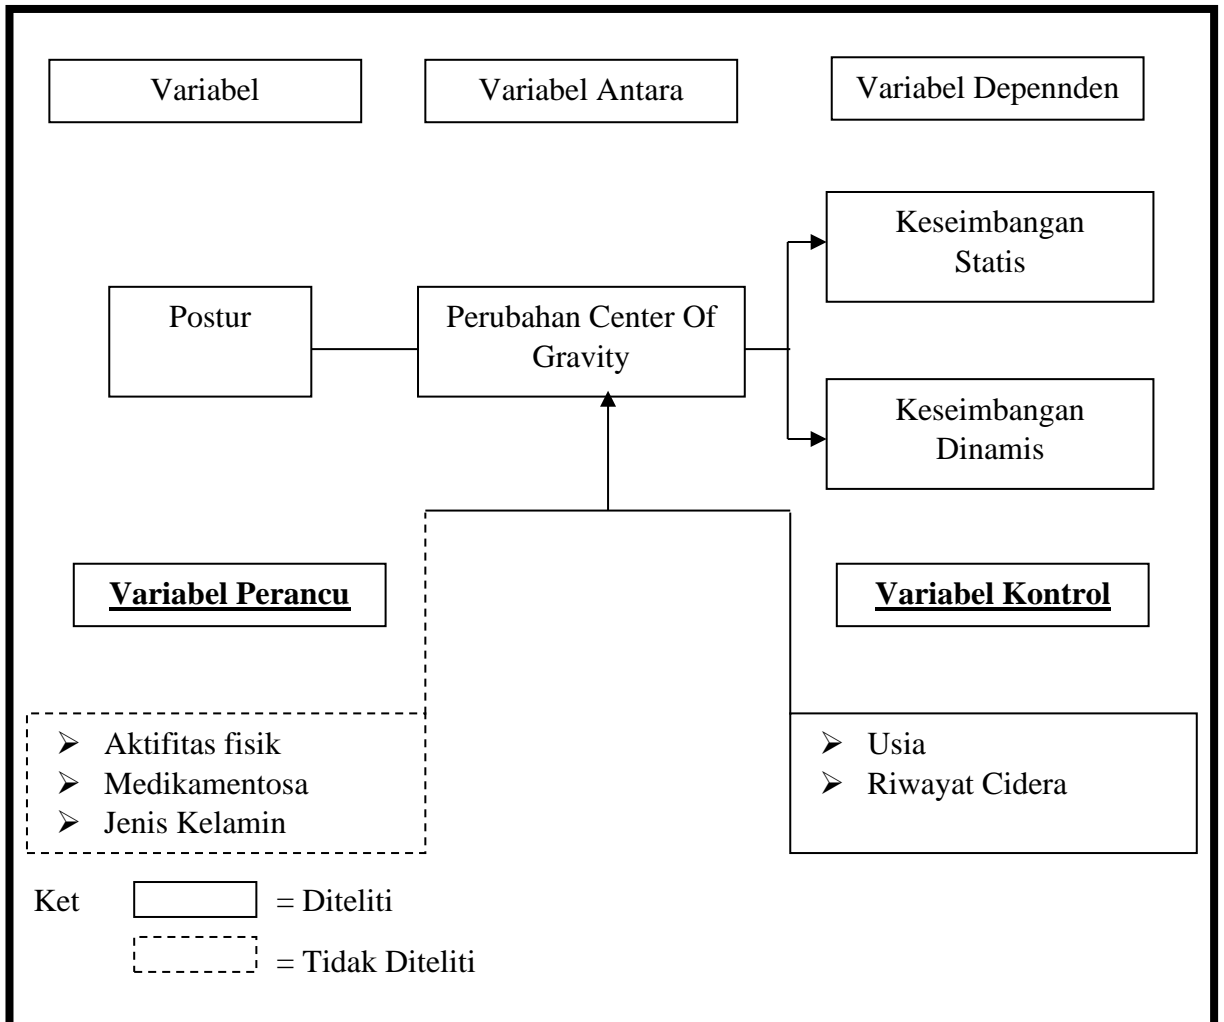 Variabel
Variabel Antara
Variabel Depennden
Keseimbangan
Statis
Postur
Perubahan Center Of
Gravity
Keseimbangan
Dinamis
Variabel Perancu
Variabel Kontrol
➢ Aktifitas fisik
➢ Medikamentosa
➢ Jenis Kelamin
➢ Usia
➢ Riwayat Cidera
Ket = Diteliti
= Tidak Diteliti